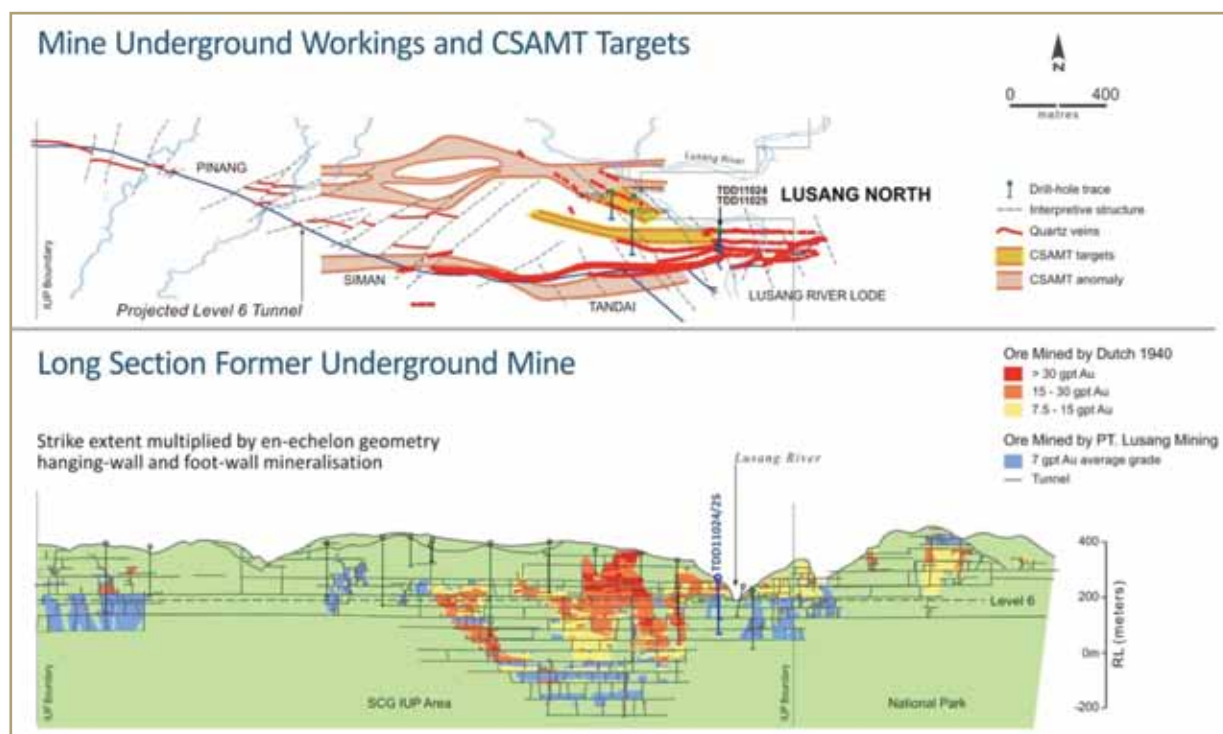 Mine Underground Workings and CSAMT Targets
N
0 400
metres
PINANG
Lusang River
TDD11024
TDD11025
LUSANG NORTH
IUP Boundary
SIMAN
TANDAI
LUSANG RIVER LODE
Projected Level 6 Tunnel
Drill-hole trace
Interpretive structure
Quartz veins
CSAMT targets
CSAMT anomaly
Long Section Former Underground Mine
Strike extent multiplied by en-echelon geometry
hanging-wall and foot-wall mineralisation
Ore Mined by Dutch 1940
> 30 gpt Au
15 - 30 gpt Au
7.5 - 15 gpt Au
Ore Mined by PT. Lusang Mining
7 gpt Au average grade
Tunnel
Lusang River
TDD11024/25
Level 6
400
200
0m
-200
RL (meters)
IUP Boundary
SCG IUP Area
IUP Boundary
National Park